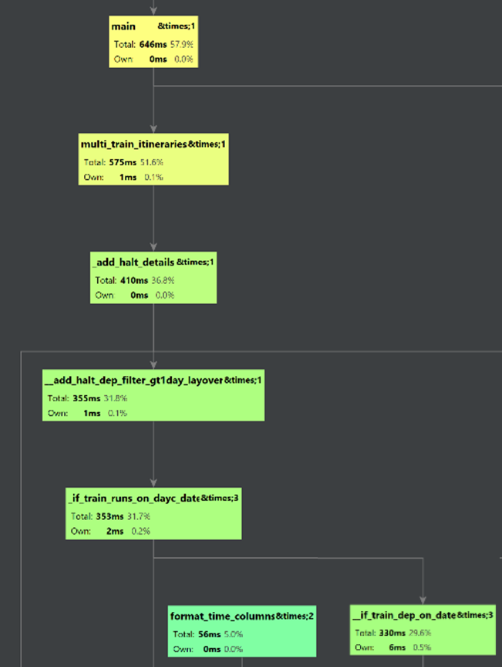 main &times;1
Total: 646ms 57.9%
Own: 0ms 0.0%
multi_train_itineraries&times;1
Total: 575ms 51.6%
Own: 1ms 0.1%
_add_halt_details &times;1
Total: 410ms 36.8%
Own: 0ms 0.0%
__add_halt_dep_filter_gt1day_layover&times;1
Total: 355ms 31.8%
Own: 1ms 0.1%
_if_train_runs_on_dayc_date&times;3
Total: 353ms 31.7%
Own: 2ms 0.2%
format_time_columns&times;2
Total: 56ms 5.0%
Own: 0ms 0.0%
__if_train_dep_on_date&times;3
Total: 330ms 29.6%
Own: 6ms 0.5%